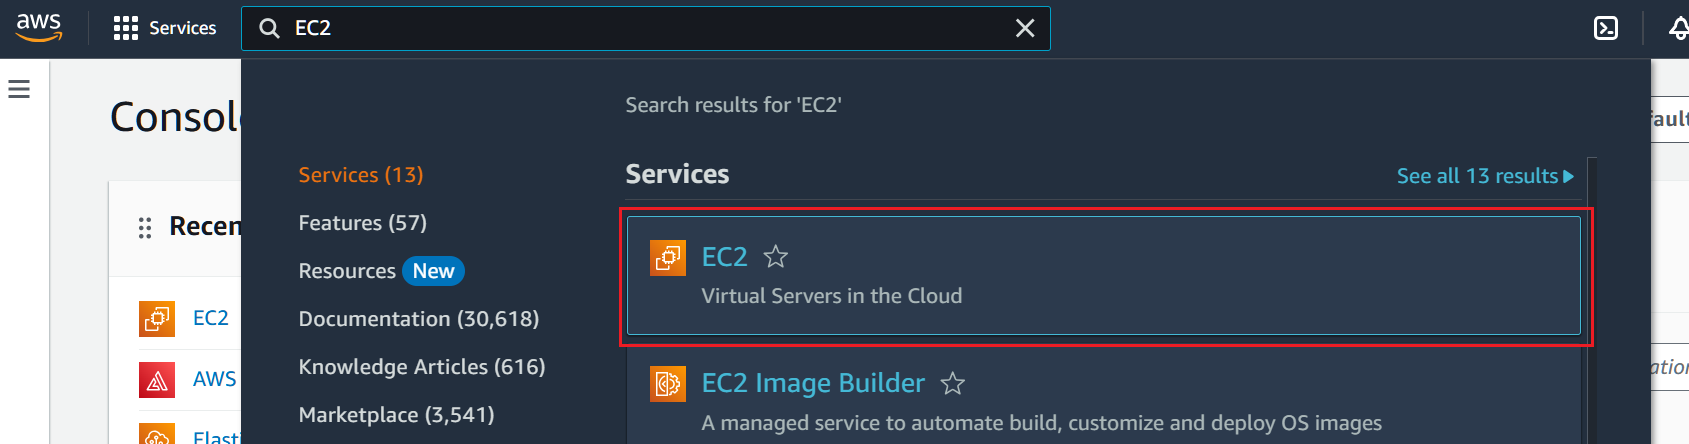 aws
Services
EC2
Consol
Search results for 'EC2'
Services (13)
Features (57)
Resources New
Documentation (30,618)
Knowledge Articles (616)
Marketplace (3,541)
Services
See all 13 results
EC2
Virtual Servers in the Cloud
EC2 Image Builder
A managed service to automate build, customize and deploy OS images
Recen
EC2
AWS
Elasti
fault
ation